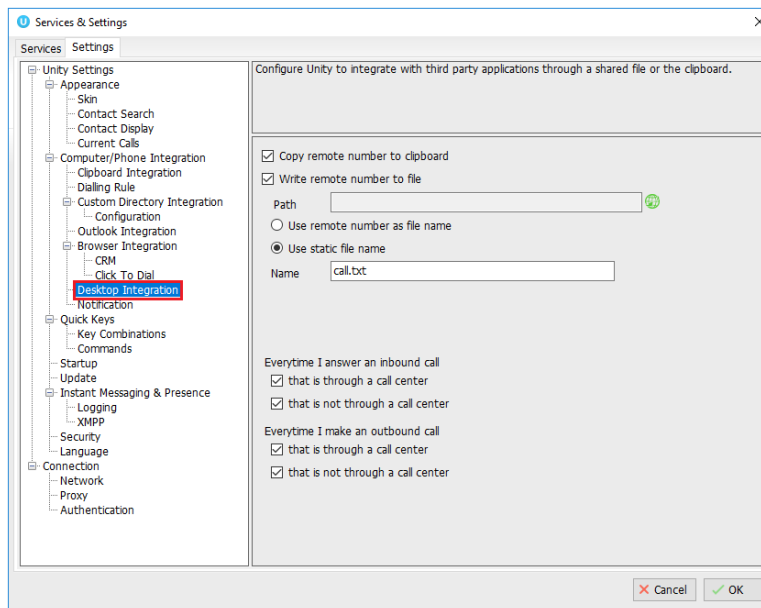 Services & Settings
Services Settings
Unity Settings
Appearance
Skin
Contact Search
Contact Display
Current Calls
Computer/Phone Integration
Clipboard Integration
Dialling Rule
Custom Directory Integration
Configuration
Outlook Integration
Browser Integration
CRM
Click To Dial
Desktop Integration
Notification
Quick Keys
Key Combinations
Commands
Startup
Update
Instant Messaging & Presence
Logging
XMPP
Security
Language
Connection
Network
Proxy
Authentication
Configure Unity to integrate with third party applications through a shared file or the clipboard.
Copy remote number to clipboard
Write remote number to file
Path
Use remote number as file name
Use static file name
Name call.txt
Everytime I answer an inbound call
that is through a call center
that is not through a call center
Everytime I make an outbound call
that is through a call center
that is not through a call center
Cancel OK